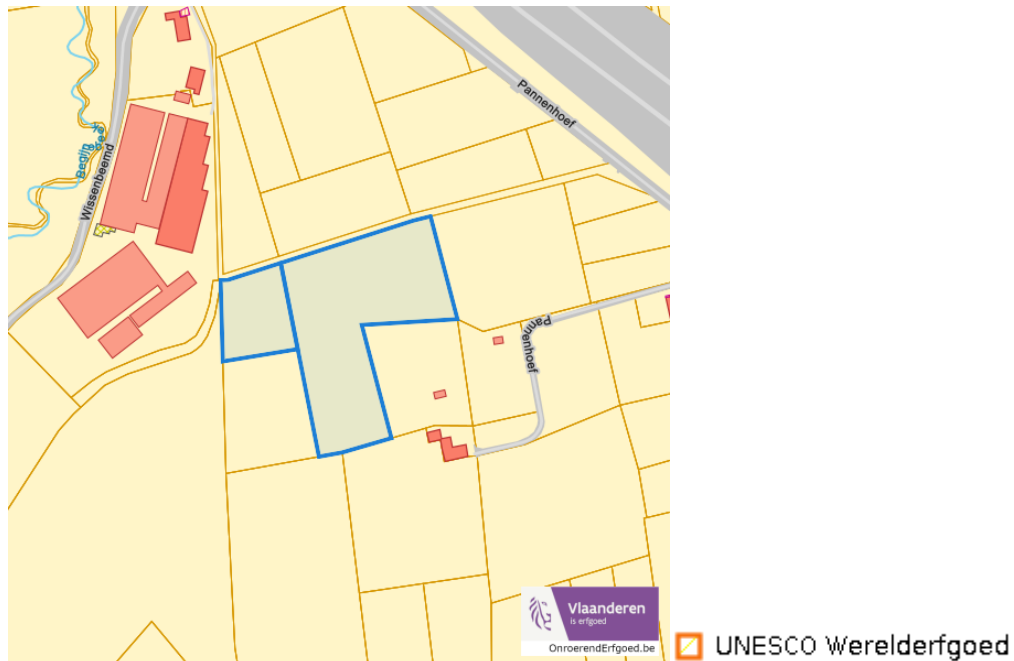 Pannenhoef
Wissenbeemd
Pannenhoef
Vlaanderen
is erfgoed
OnroerendErfgoed.be
UNESCO Werelderfgoed